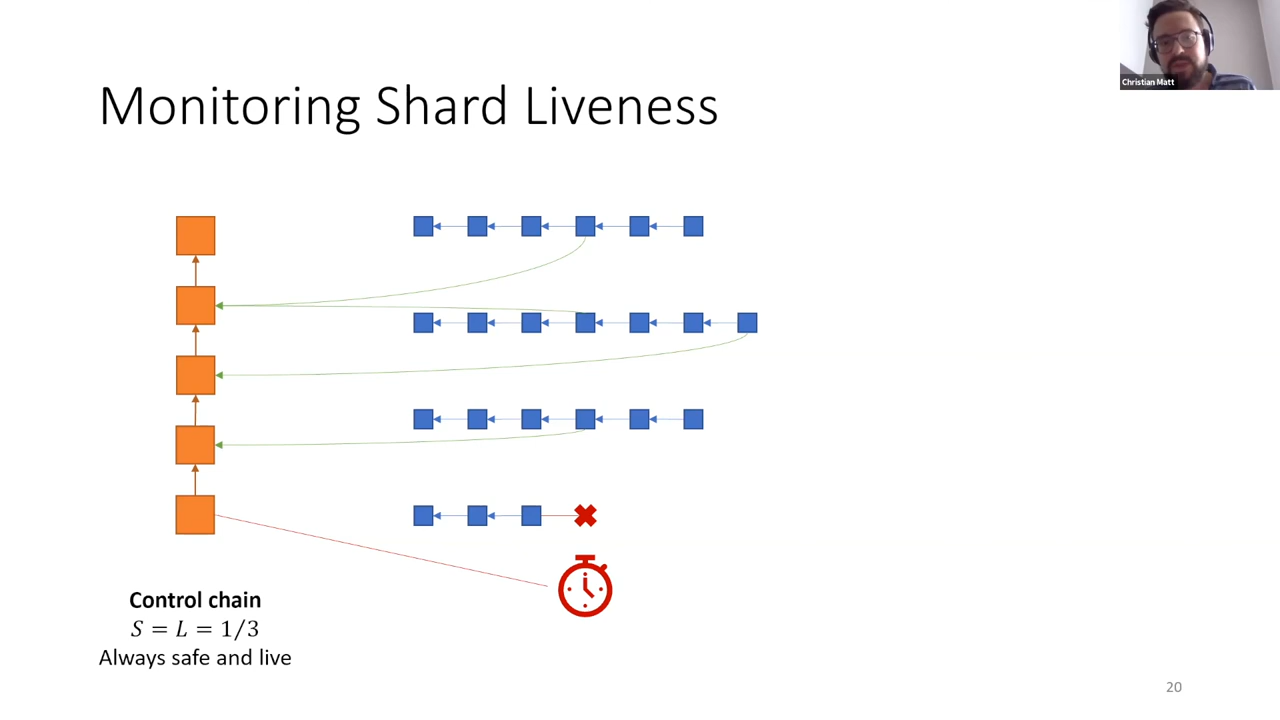 Christian Matt
Monitoring Shard Liveness
Control chain
S = L = 1/3
Always safe and live
20